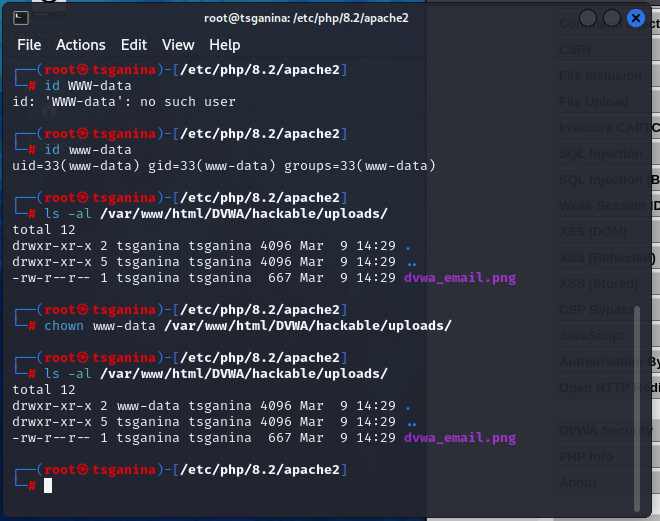 root@tsganina: /etc/php/8.2/apache2
File Actions Edit View Help
┌──(root㉿tsganina)-[/etc/php/8.2/apache2]
└─# id WWW-data
id: 'WWW-data': no such user
┌──(root㉿tsganina)-[/etc/php/8.2/apache2]
└─# id www-data
uid=33(www-data) gid=33(www-data) groups=33(www-data)
┌──(root㉿tsganina)-[/etc/php/8.2/apache2]
└─# ls -al /var/www/html/DVWA/hackable/uploads/
total 12
drwxr-xr-x 2 tsganina tsganina 4096 Mar  9 14:29 .
drwxr-xr-x 5 tsganina tsganina 4096 Mar  9 14:29 ..
-rw-r--r-- 1 tsganina tsganina  667 Mar  9 14:29 dvwa_email.png
┌──(root㉿tsganina)-[/etc/php/8.2/apache2]
└─# chown www-data /var/www/html/DVWA/hackable/uploads/
┌──(root㉿tsganina)-[/etc/php/8.2/apache2]
└─# ls -al /var/www/html/DVWA/hackable/uploads/
total 12
drwxr-xr-x 2 www-data tsganina 4096 Mar  9 14:29 .
drwxr-xr-x 5 tsganina tsganina 4096 Mar  9 14:29 ..
-rw-r--r-- 1 tsganina tsganina  667 Mar  9 14:29 dvwa_email.png
┌──(root㉿tsganina)-[/etc/php/8.2/apache2]
└─#
CSRF
File Inclusion
File Upload
Insecure CAPTC
SQL Injection
SQL Injection (B
Weak Session ID
XSS (DOM)
XSS (Reflected)
XSS (Stored)
CSP Bypass
JavaScript
Authorisation By
Open HTTP Redi
DVWA Security
PHP Info
About